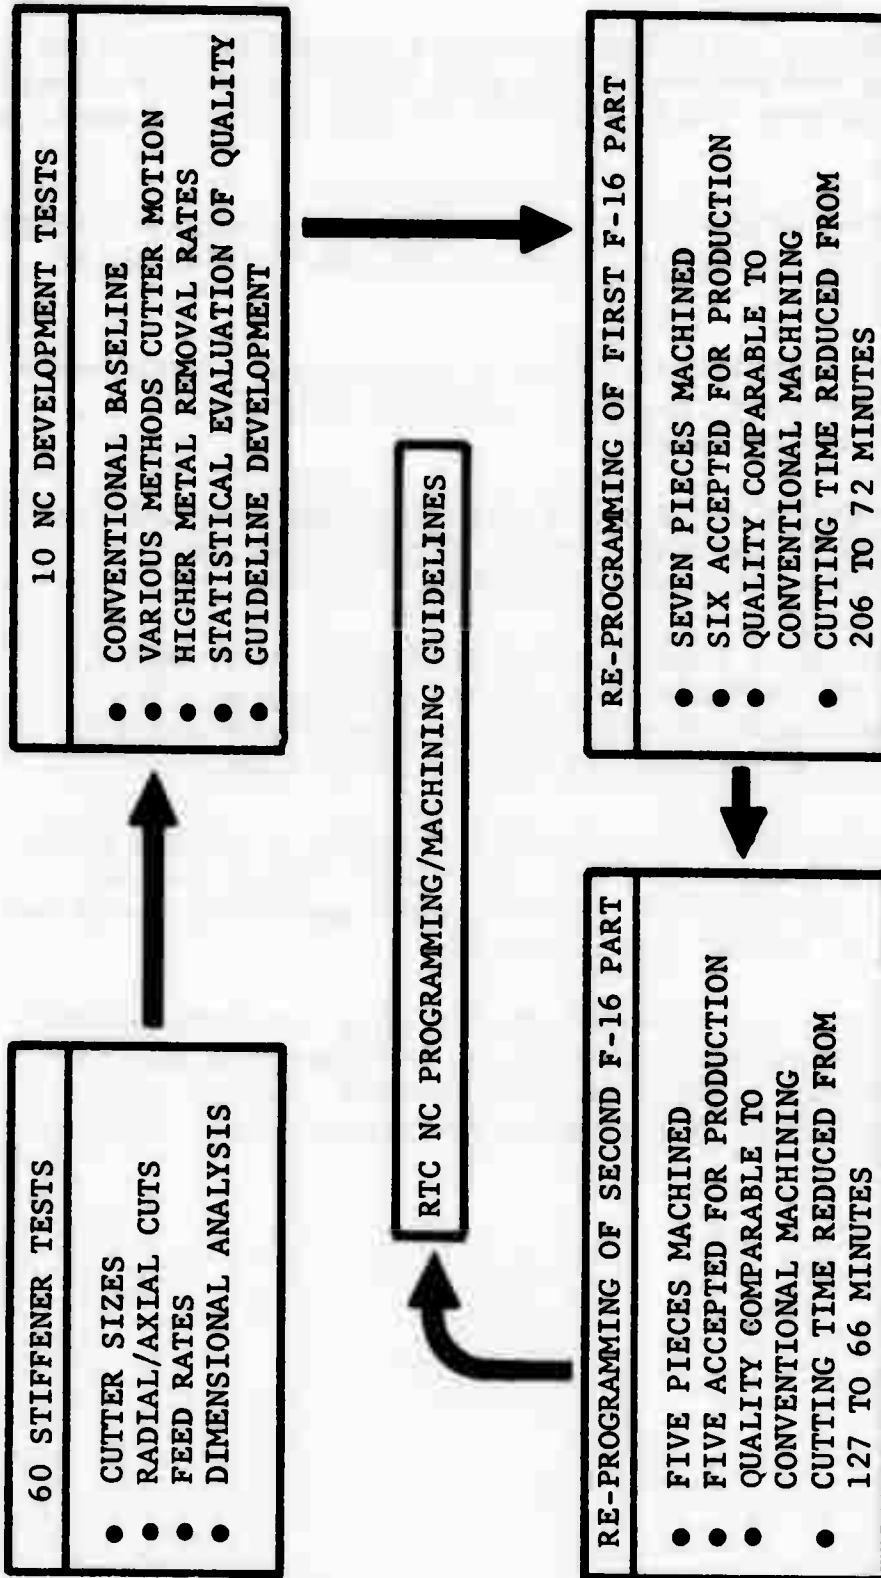 60 STIFFENER TESTS
● CUTTER SIZES
● RADIAL/AXIAL CUTS
● FEED RATES
● DIMENSIONAL ANALYSIS
10 NC DEVELOPMENT TESTS
● CONVENTIONAL BASELINE
● VARIOUS METHODS CUTTER MOTION
● HIGHER METAL REMOVAL RATES
● STATISTICAL EVALUATION OF QUALITY
● GUIDELINE DEVELOPMENT
RTC NC PROGRAMMING/MACHINING GUIDELINES
RE-PROGRAMMING OF SECOND F-16 PART
● FIVE PIECES MACHINED
● FIVE ACCEPTED FOR PRODUCTION
● QUALITY COMPARABLE TO
CONVENTIONAL MACHINING
● CUTTING TIME REDUCED FROM
127 TO 66 MINUTES
RE-PROGRAMMING OF FIRST F-16 PART
● SEVEN PIECES MACHINED
● SIX ACCEPTED FOR PRODUCTION
● QUALITY COMPARABLE TO
CONVENTIONAL MACHINING
● CUTTING TIME REDUCED FROM
206 TO 72 MINUTES